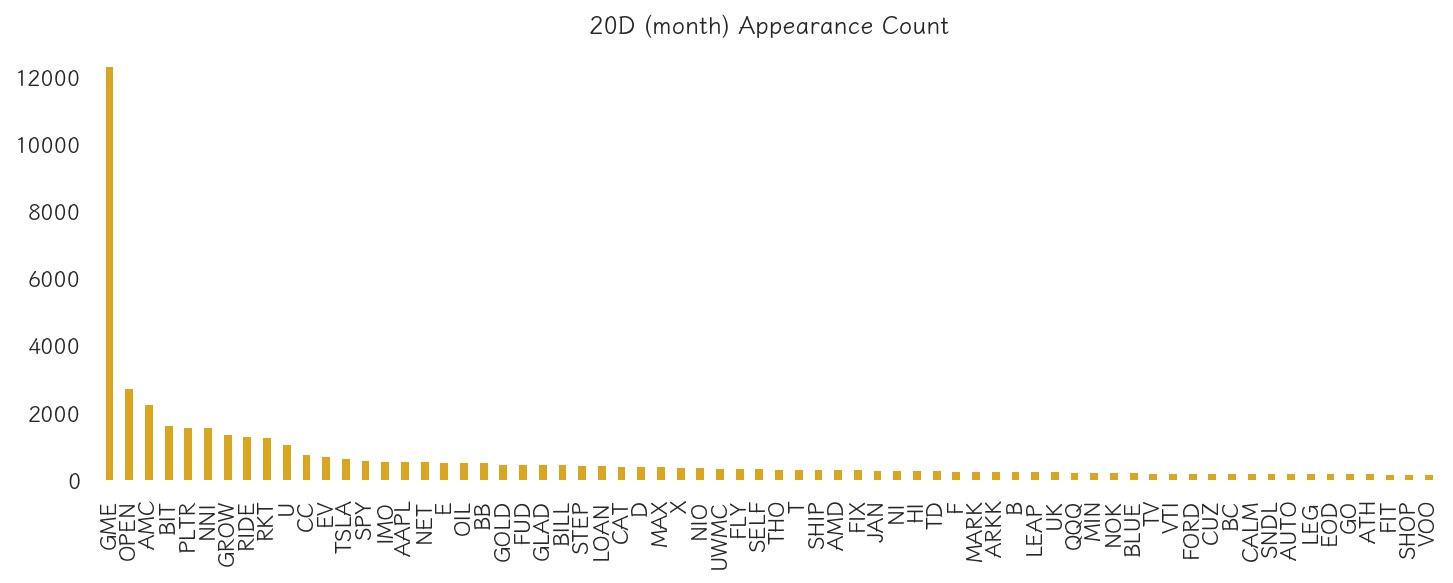 20D (month) Appearance Count
12000
10000
8000
6000
4000
2000
0
GME
OPEN
AMC
BIT
PLTR
NNI
GROW
RIDE
RKT
U
CC
EV
TSLA
SPY
IMO
AAPL
NET
E
OIL
BB
GOLD
FUD
GLAD
BILL
STEP
LOAN
CAT
D
MAX
X
NIO
UWMC
FLY
SELF
THO
T
SHIP
AMD
FIX
JAN
NI
HI
TD
F
MARK
ARKK
B
LEAP
UK
QQQ
MIN
NOK
BLUE
TV
VTI
FORD
CUZ
BC
CALM
SNDL
AUTO
LEG
EOD
GO
ATH
FIT
SHOP
VOO